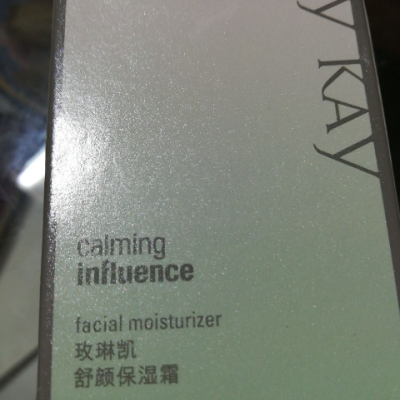 y KAY
calming
influence
facial moisturizer
玫琳凯
舒颜保湿霜